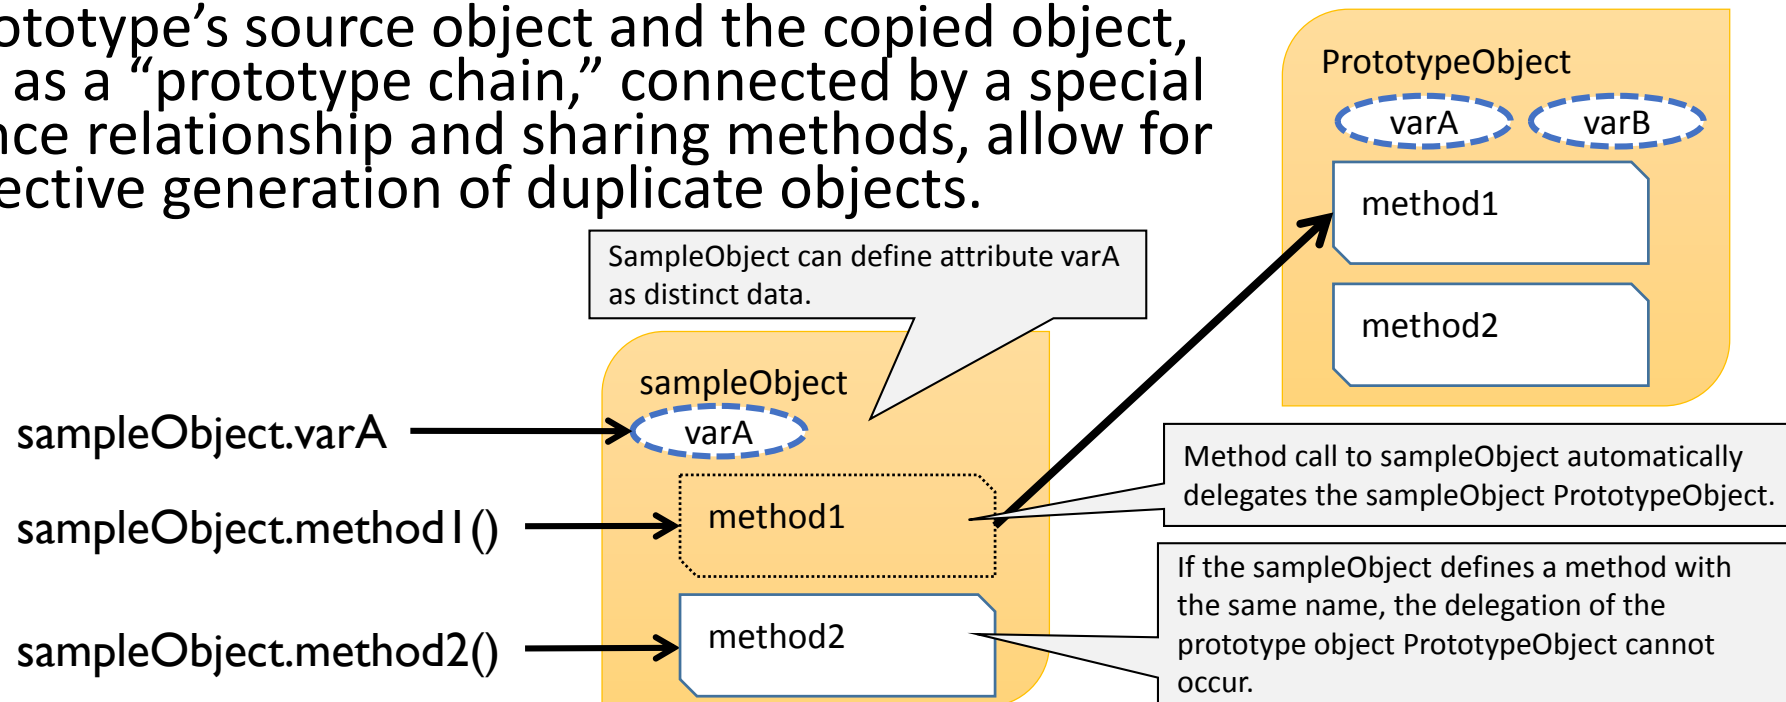 ototype's source object and the copied object,
as a “prototype chain,” connected by a special
nce relationship and sharing methods, allow for
ective generation of duplicate objects.
PrototypeObject
varA varB
method1
method2
SampleObject can define attribute varA
as distinct data.
sampleObject
sampleObject.varA
varA
sampleObject.method1()
method1
sampleObject.method2()
method2
Method call to sampleObject automatically
delegates the sampleObject PrototypeObject.
If the sampleObject defines a method with
the same name, the delegation of the
prototype object PrototypeObject cannot
occur.